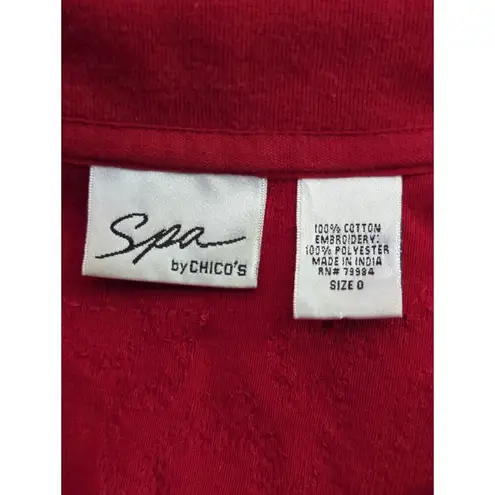 Spa
by CHICO'S
100% COTTON
EMBROIDERY:
100% POLYESTER
MADE IN INDIA
RN# 79984
SIZE 0